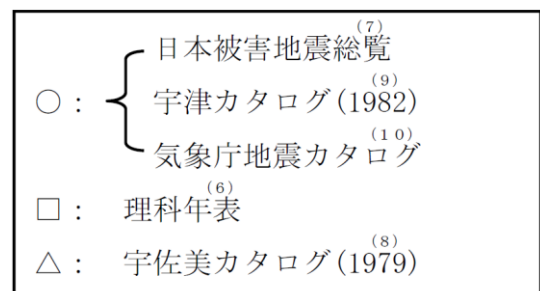 日本被害地震総覧(7)
○: 宇津カタログ(1982)(9)
気象庁地震カタログ(10)
□: 理科年表(6)
△: 宇佐美カタログ(1979)(8)